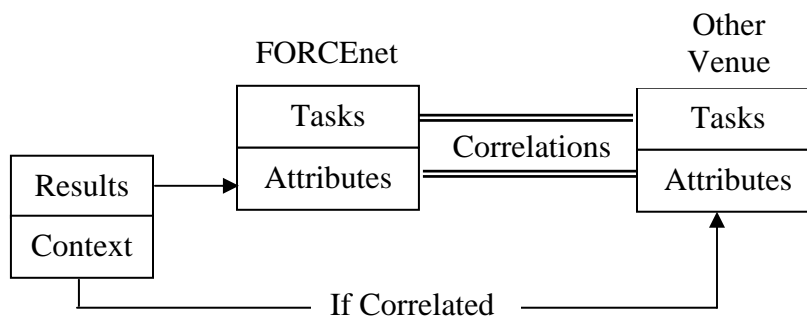 FORCEnet
Other
Venue
Tasks
Tasks
Correlations
Attributes
Attributes
Results
Context
If Correlated